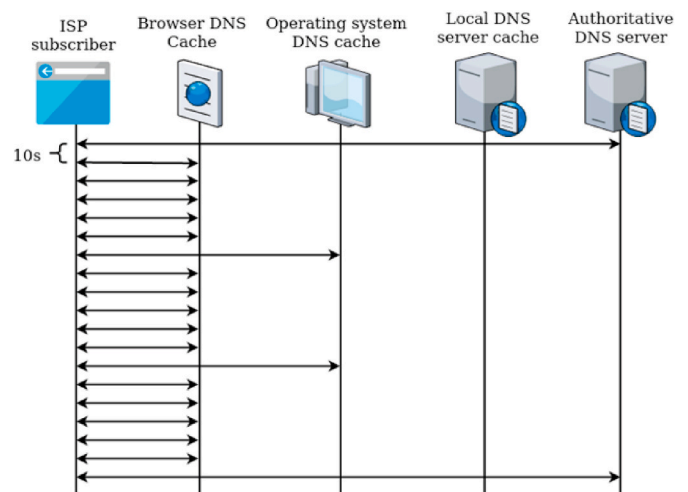 ISP
subscriber
Browser DNS
Cache
Operating system
DNS cache
Local DNS
server cache
Authoritative
DNS server
10s